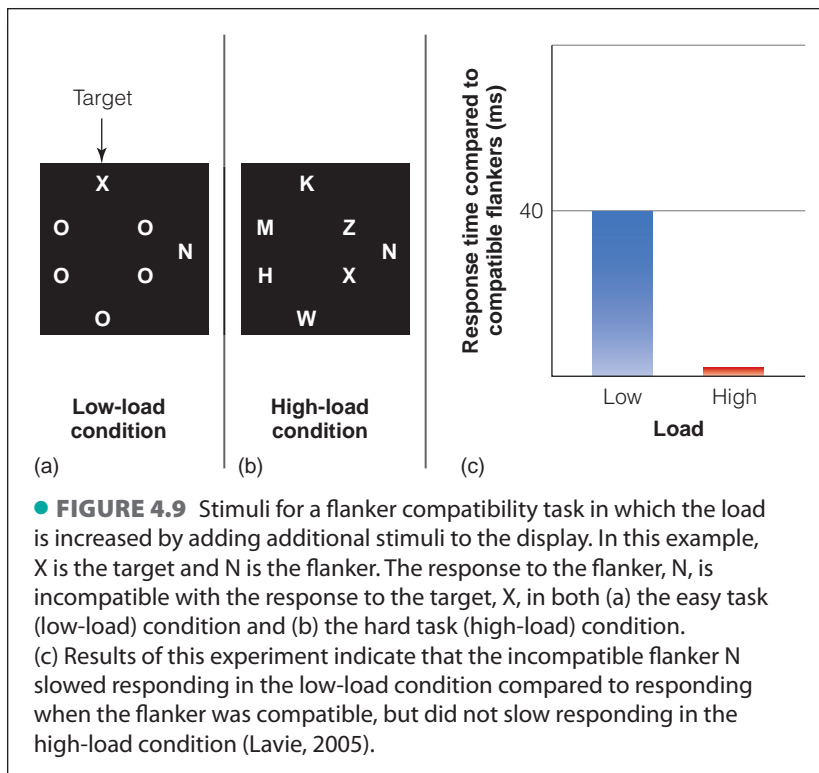 Target
X
O O
N
O O
O
Low-load
condition
(a)
K
M Z
N
H X
W
High-load
condition
(b)
Response time compared to
compatible flankers (ms)
40
Low High
Load
(c)
● FIGURE 4.9 Stimuli for a flanker compatibility task in which the load
is increased by adding additional stimuli to the display. In this example,
X is the target and N is the flanker. The response to the flanker, N, is
incompatible with the response to the target, X, in both (a) the easy task
(low-load) condition and (b) the hard task (high-load) condition.
(c) Results of this experiment indicate that the incompatible flanker N
slowed responding in the low-load condition compared to responding
when the flanker was compatible, but did not slow responding in the
high-load condition (Lavie, 2005).